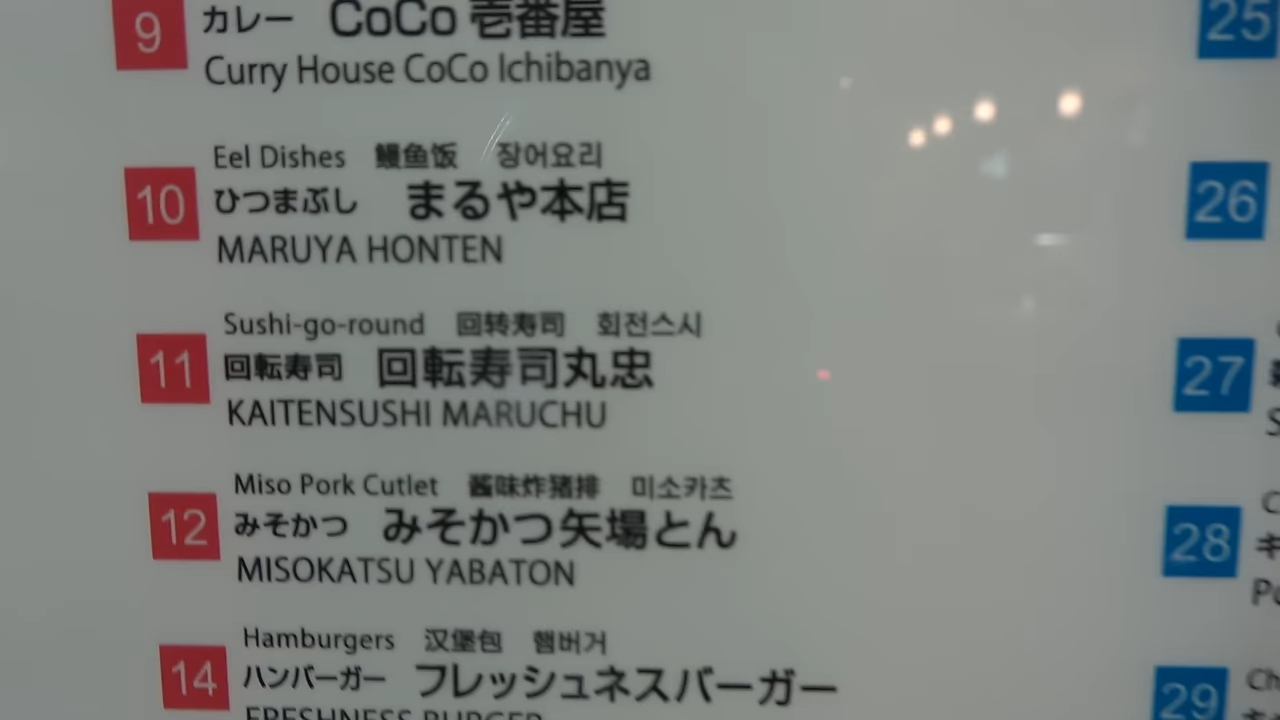 9
カレー CoCo 壱番屋
Curry House CoCo Ichibanya
Eel Dishes 鳗鱼饭 장어요리
10
ひつまぶし まるや本店
MARUYA HONTEN
Sushi-go-round 回转寿司 회전스시
11
回転寿司 回転寿司丸忠
KAITENSUSHI MARUCHU
Miso Pork Cutlet 酱味炸猪排 미소카츠
12
みそかつ みそかつ矢場とん
MISOKATSU YABATON
Hamburgers 汉堡包 햄버거
14
ハンバーガー フレッシュネスバーガー
FRESHNESS BURGER
25
26
27
S
28
C
キ
Pu
29
Ch